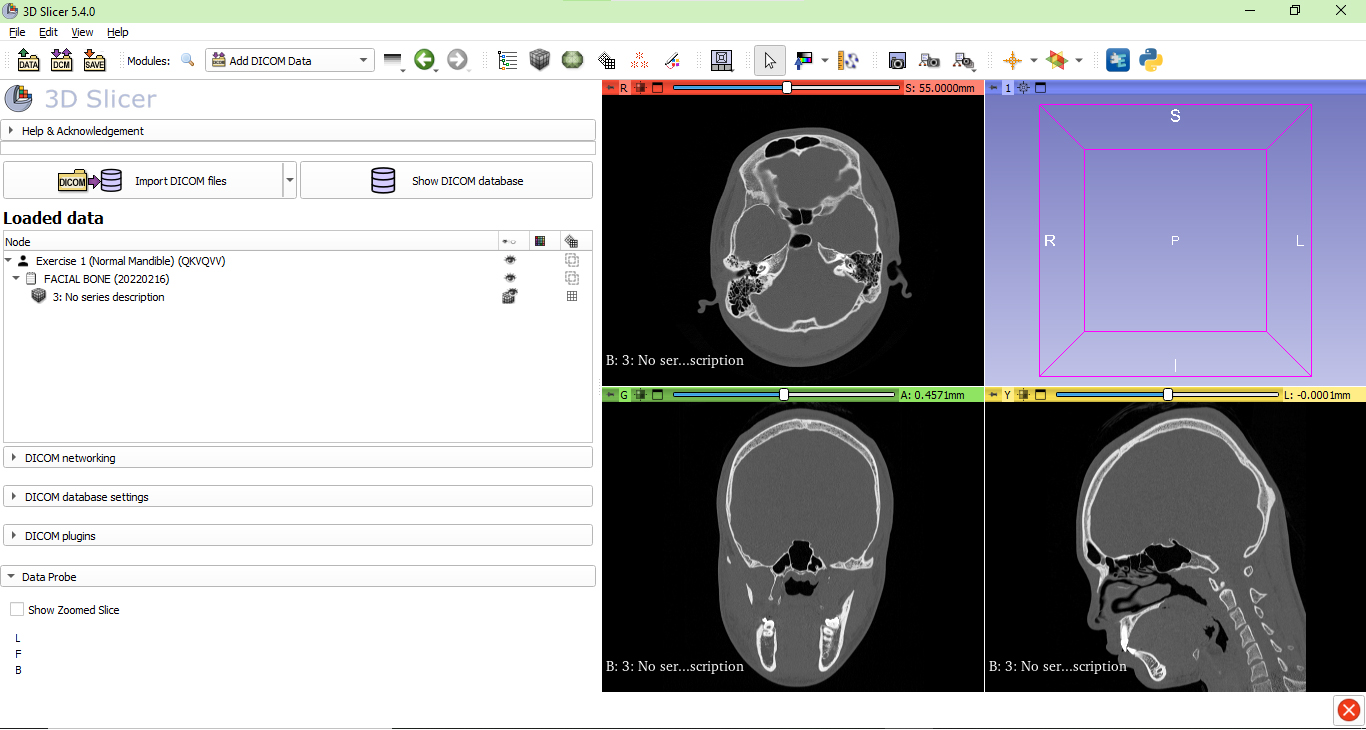 3D Slicer 5.4.0
File Edit View Help
DATA DCM SAVE Modules: Add DICOM Data
3D Slicer
Help & Acknowledgement
DICOM Import DICOM files Show DICOM database
Loaded data
Node
Exercise 1 (Normal Mandible) (QKVQVV)
FACIAL BONE (20220216)
3: No series description
DICOM networking
DICOM database settings
DICOM plugins
Data Probe
Show Zoomed Slice
L
F
B
R S: 55.0000mm
B: 3: No ser...scription
1
S
R P L
I
G A: 0.4571mm
B: 3: No ser...scription
Y L: -0.0001mm
B: 3: No ser...scription